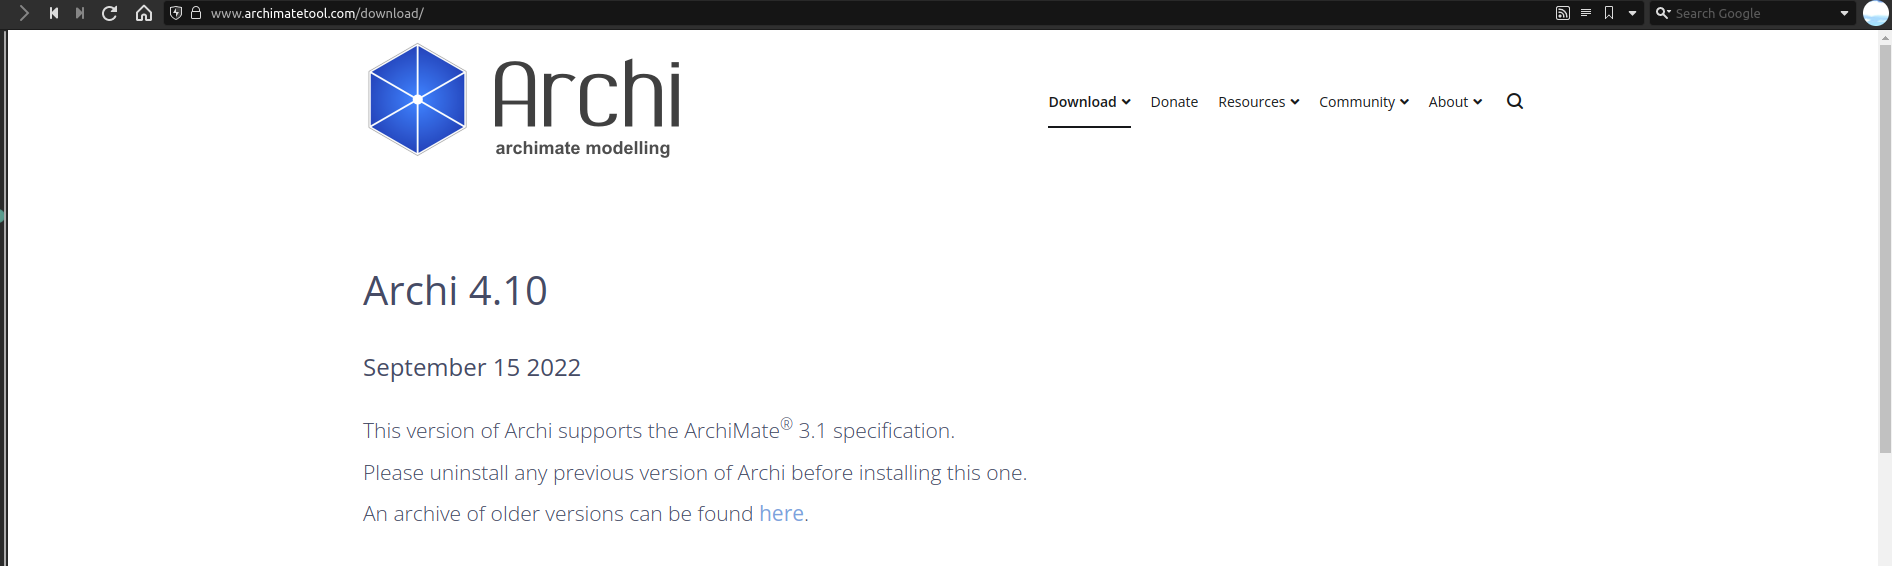 www.archimatetool.com/download/
Search Google
Archi
archimate modelling
Download Donate Resources Community About
Archi 4.10
September 15 2022
This version of Archi supports the ArchiMate® 3.1 specification.
Please uninstall any previous version of Archi before installing this one.
An archive of older versions can be found here.